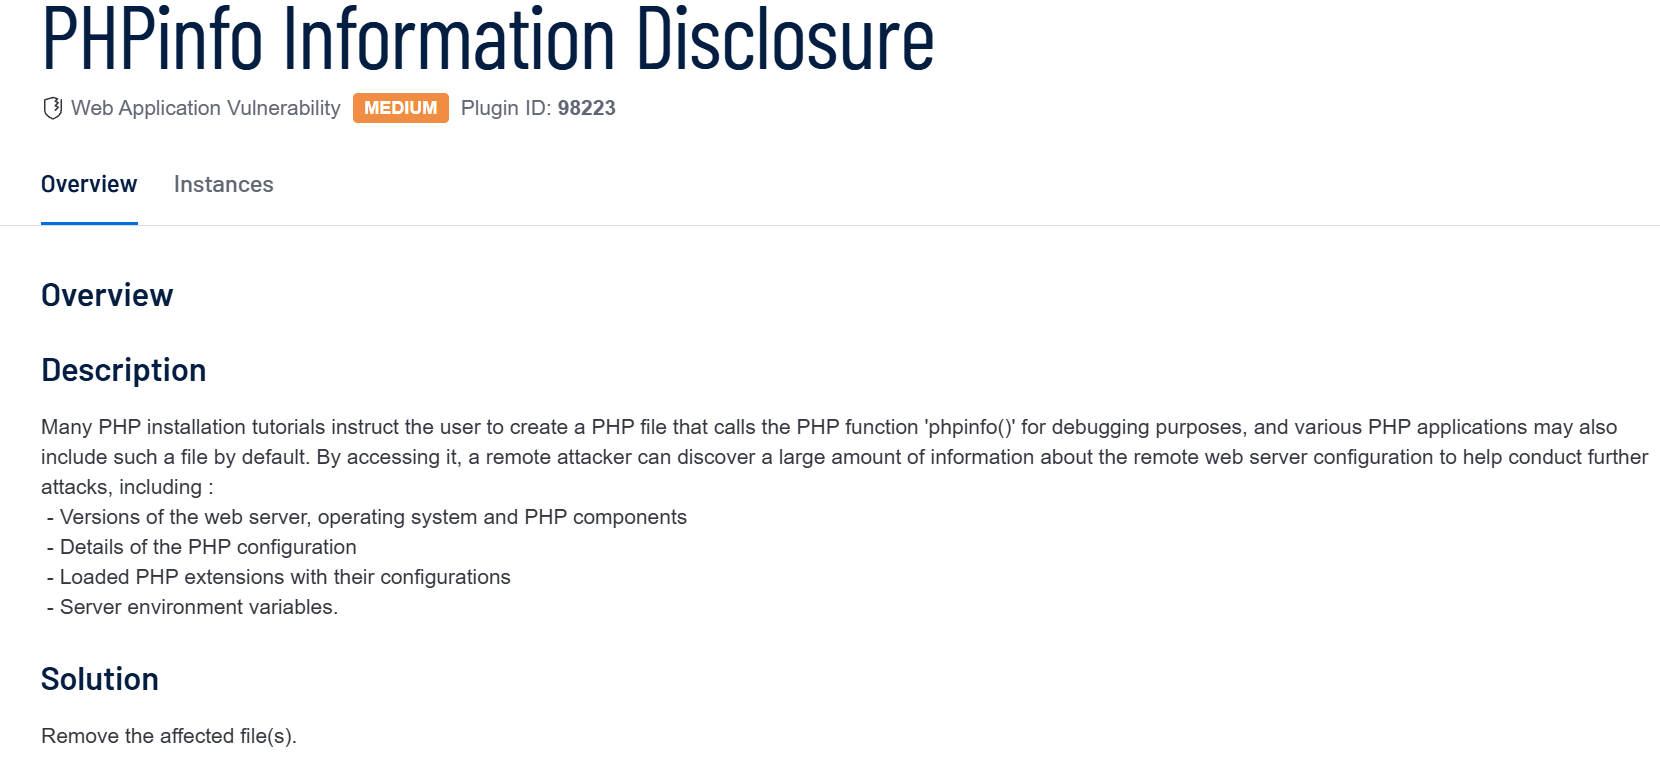 PHPinfo Information Disclosure
Web Application Vulnerability MEDIUM Plugin ID: 98223
Overview Instances
Overview
Description
Many PHP installation tutorials instruct the user to create a PHP file that calls the PHP function 'phpinfo()' for debugging purposes, and various PHP applications may also
include such a file by default. By accessing it, a remote attacker can discover a large amount of information about the remote web server configuration to help conduct further
attacks, including :
- Versions of the web server, operating system and PHP components
- Details of the PHP configuration
- Loaded PHP extensions with their configurations
- Server environment variables.
Solution
Remove the affected file(s).